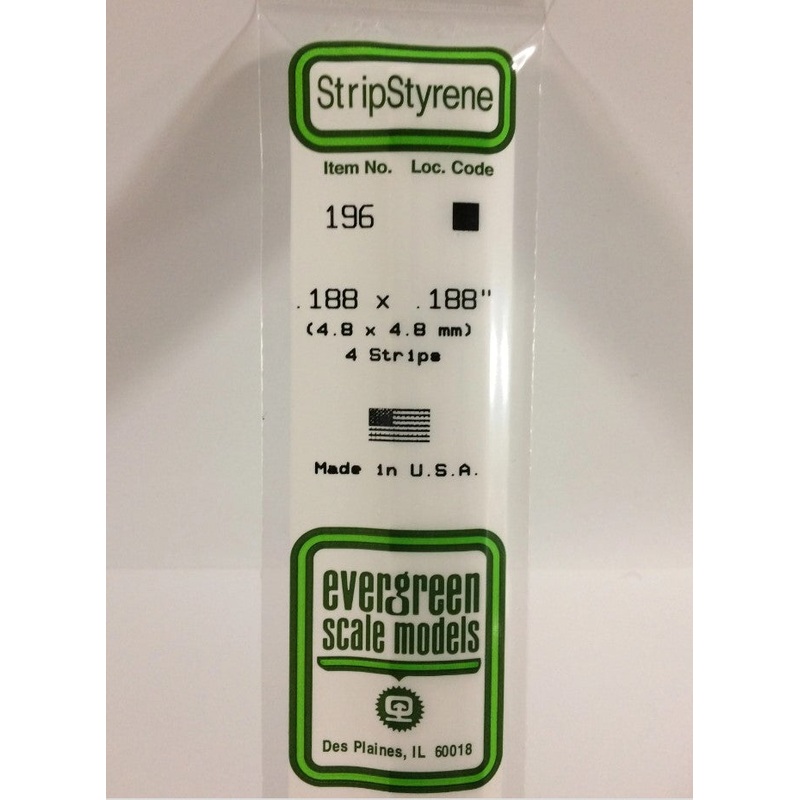 StripStyrene
Item No. Loc. Code
196
.188 x .188"
(4.8 x 4.8 mm)
4 Strips
Made in U.S.A.
evergreen
scale models
Des Plaines, IL 60018